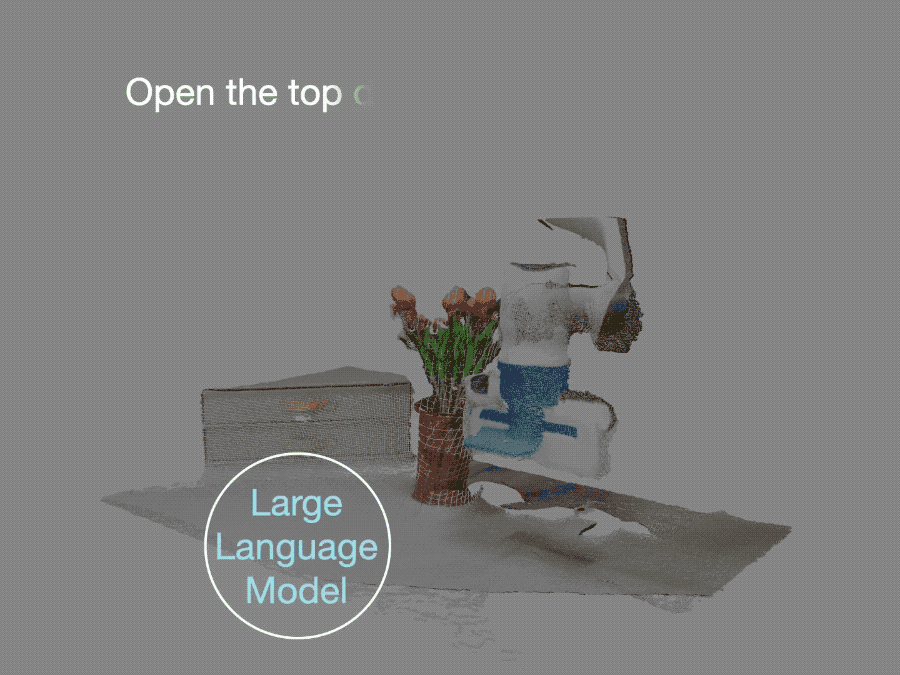 Open the top
Large
Language
Model